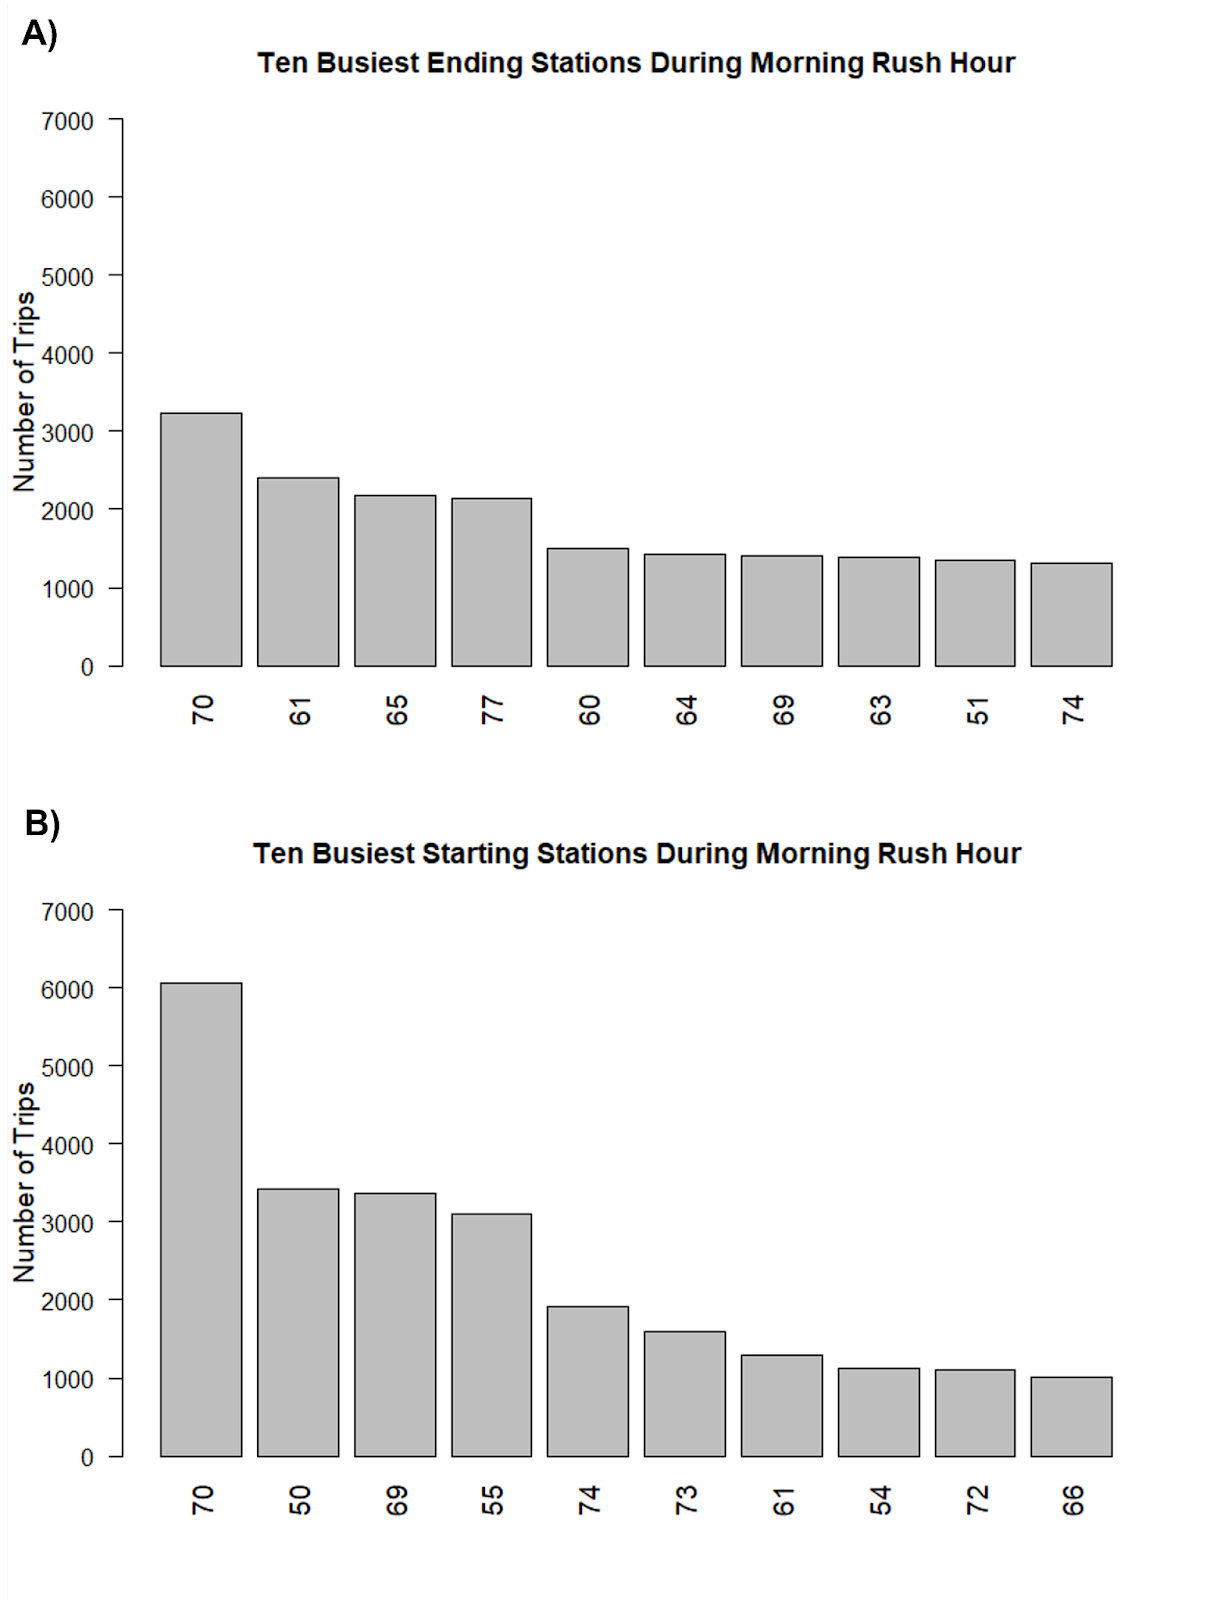 A)
Ten Busiest Ending Stations During Morning Rush Hour
7000
6000
5000
4000
3000
2000
1000
0
Number of Trips
70 61 65 77 60 64 69 63 51 74
B)
Ten Busiest Starting Stations During Morning Rush Hour
7000
6000
5000
4000
3000
2000
1000
0
Number of Trips
70 50 69 55 74 73 61 54 72 66